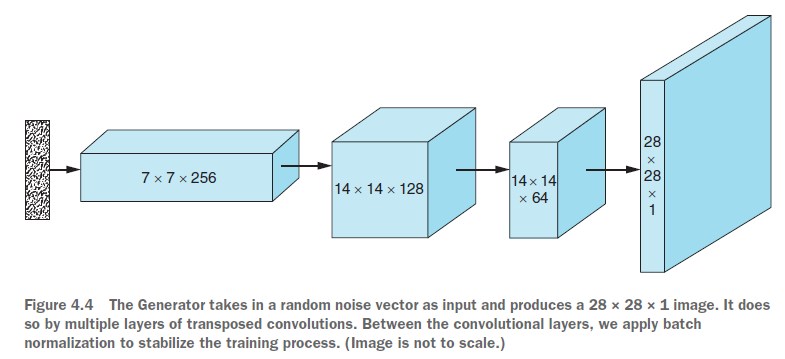 7 × 7 × 256
14 × 14 × 128
14 × 14
× 64
28
×
28
×
1
Figure 4.4 The Generator takes in a random noise vector as input and produces a 28 × 28 × 1 image. It does
so by multiple layers of transposed convolutions. Between the convolutional layers, we apply batch
normalization to stabilize the training process. (Image is not to scale.)